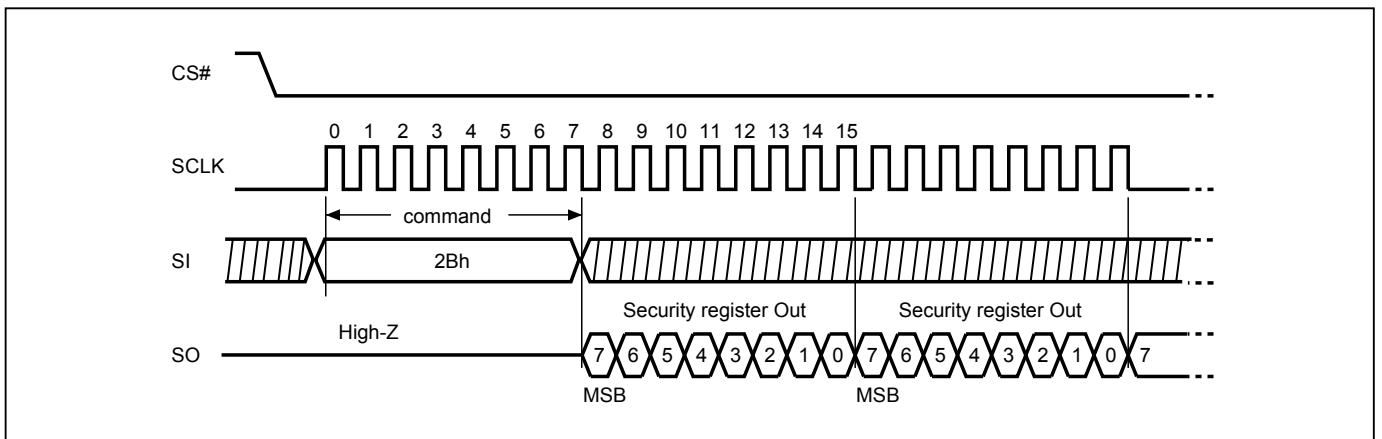 CS#
0 1 2 3 4 5 6 7 8 9 10 11 12 13 14 15
SCLK
command
SI
2Bh
Security register Out Security register Out
High-Z
SO
7 6 5 4 3 2 1 0 7 6 5 4 3 2 1 0 7
MSB MSB